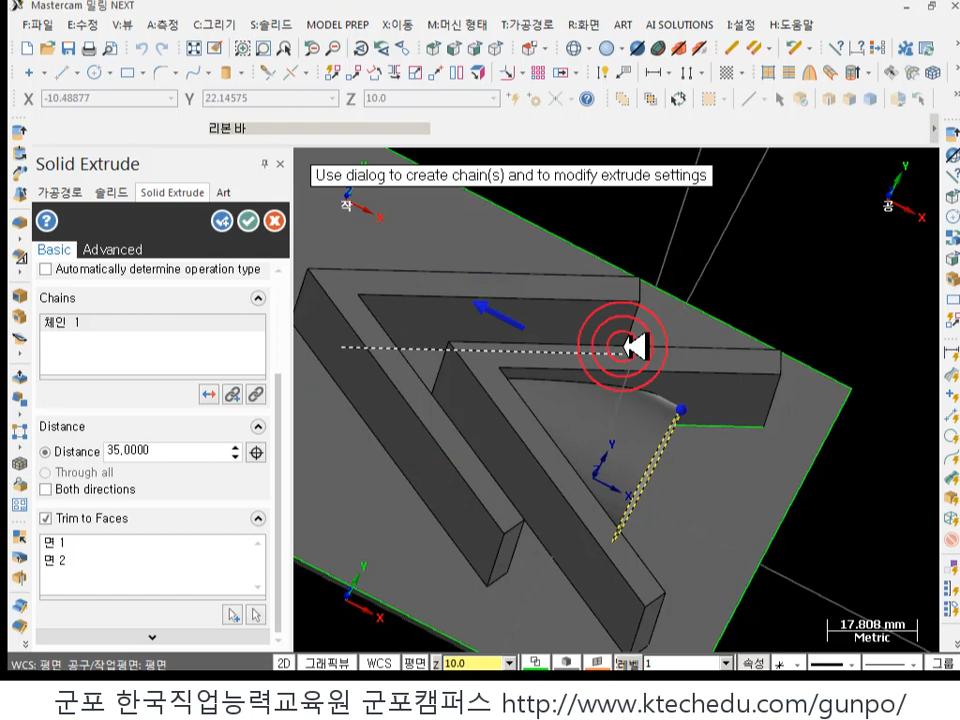 Mastercam 밀링 NEXT
F:파일 E:수정 V:뷰 A:측정 C:그리기 S:솔리드 MODEL PREP X:이동 M:머신 형태 T:가공경로 R:화면 ART AI SOLUTIONS I:설정 H:도움말
X -10.48877 Y 22.14575 Z 10.0
리본 바
Solid Extrude
Use dialog to create chain(s) and to modify extrude settings
가공경로 솔리드 Solid Extrude Art
Basic Advanced
Automatically determine operation type
Chains
체인 1
Distance
Distance 35,0000
Through all
Both directions
Trim to Faces
면 1
면 2
작
X
공
Y
X
Y
X
Y
X
17.808 mm
Metric
WCS: 평면 공구/작업평면: 평면 2D 그래픽뷰 WCS 평면 Z 10.0 레벨 1 속성 그룹
군포 한국직업능력교육원 군포캠퍼스 http://www.ktechedu.com/gunpo/